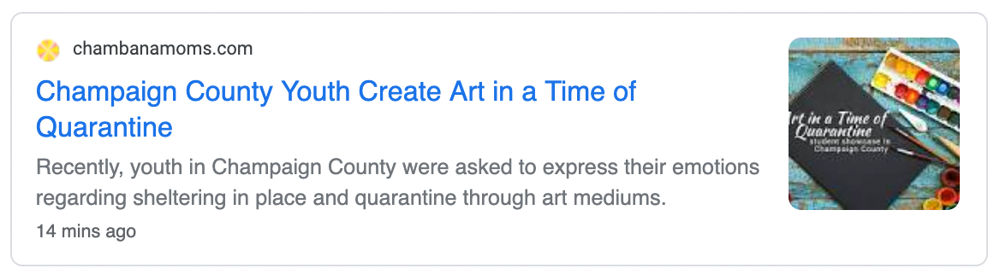 chambanamoms.com
Champaign County Youth Create Art in a Time of
Quarantine
Recently, youth in Champaign County were asked to express their emotions
regarding sheltering in place and quarantine through art mediums.
14 mins ago
Art in a Time of
Quarantine
student showcase in
Champaign County